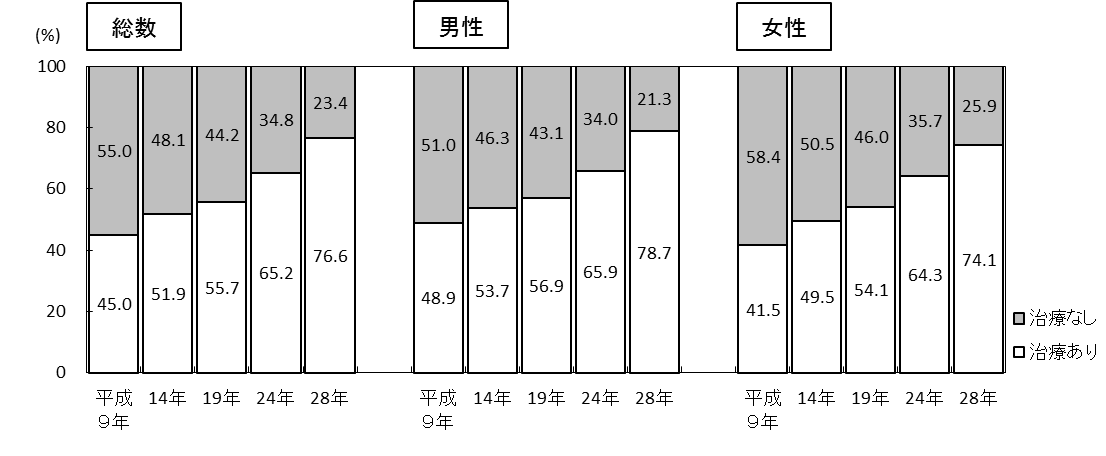 総数 男性 女性
(%)
100
80
60
40
20
0
55.0 48.1 44.2 34.8 23.4
45.0 51.9 55.7 65.2 76.6
51.0 46.3 43.1 34.0 21.3
48.9 53.7 56.9 65.9 78.7
58.4 50.5 46.0 35.7 25.9
41.5 49.5 54.1 64.3 74.1
治療なし
治療あり
平成 14年 19年 24年 28年
９年
平成 14年 19年 24年 28年
９年
平成 14年 19年 24年 28年
９年